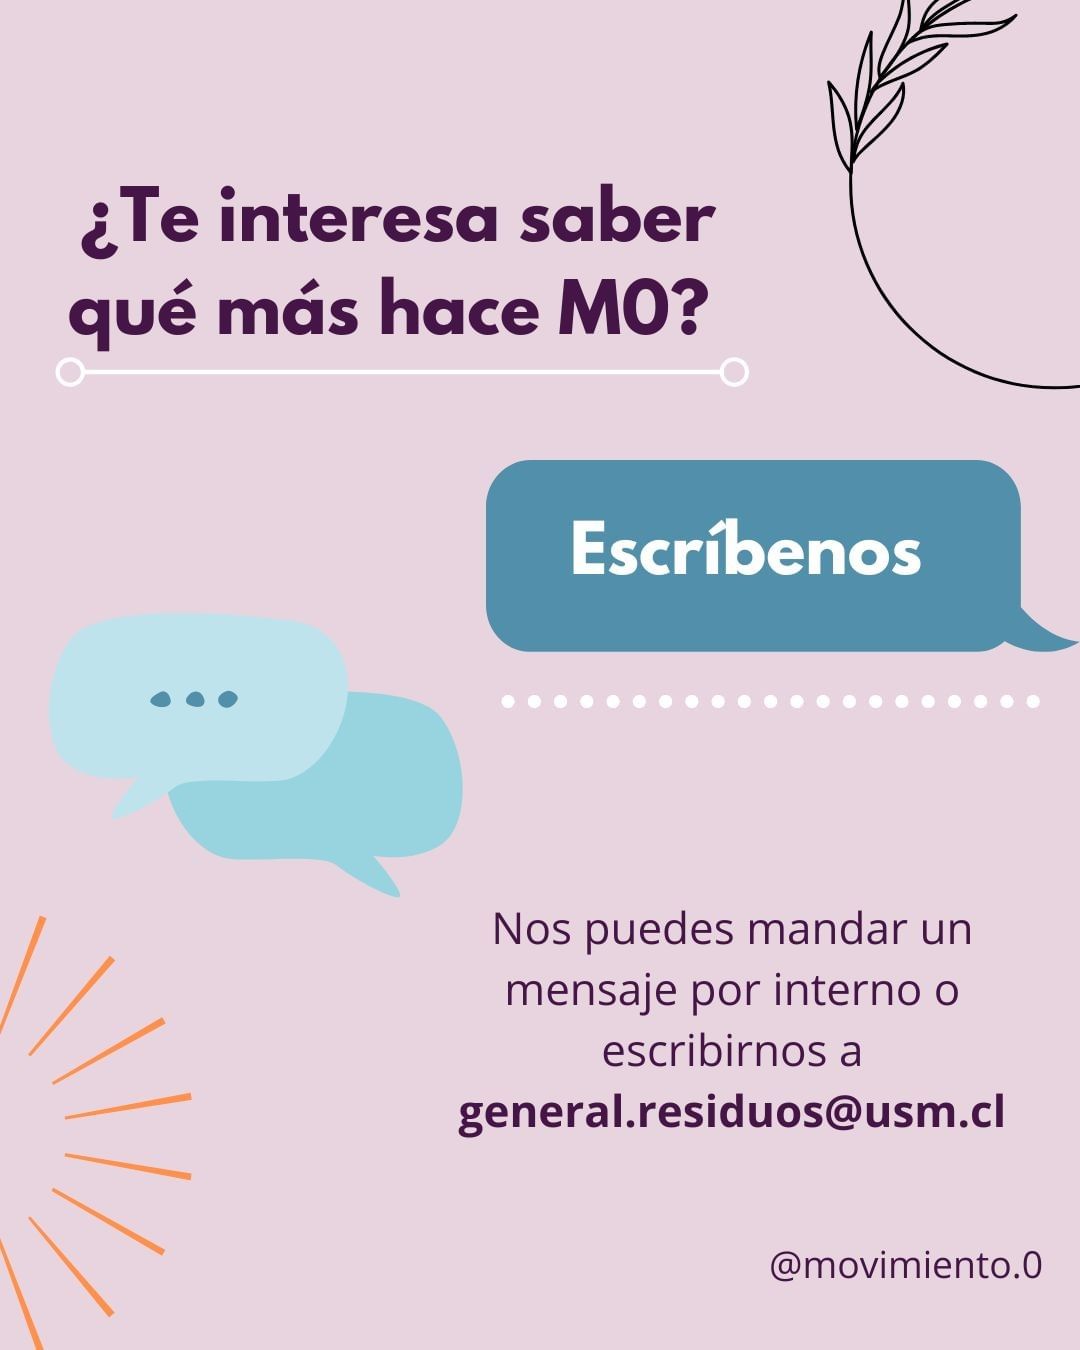 ¿Te interesa saber
qué más hace M0?
Escríbenos
Nos puedes mandar un
mensaje por interno o
escribirnos a
general.residuos@usm.cl
@movimiento.0